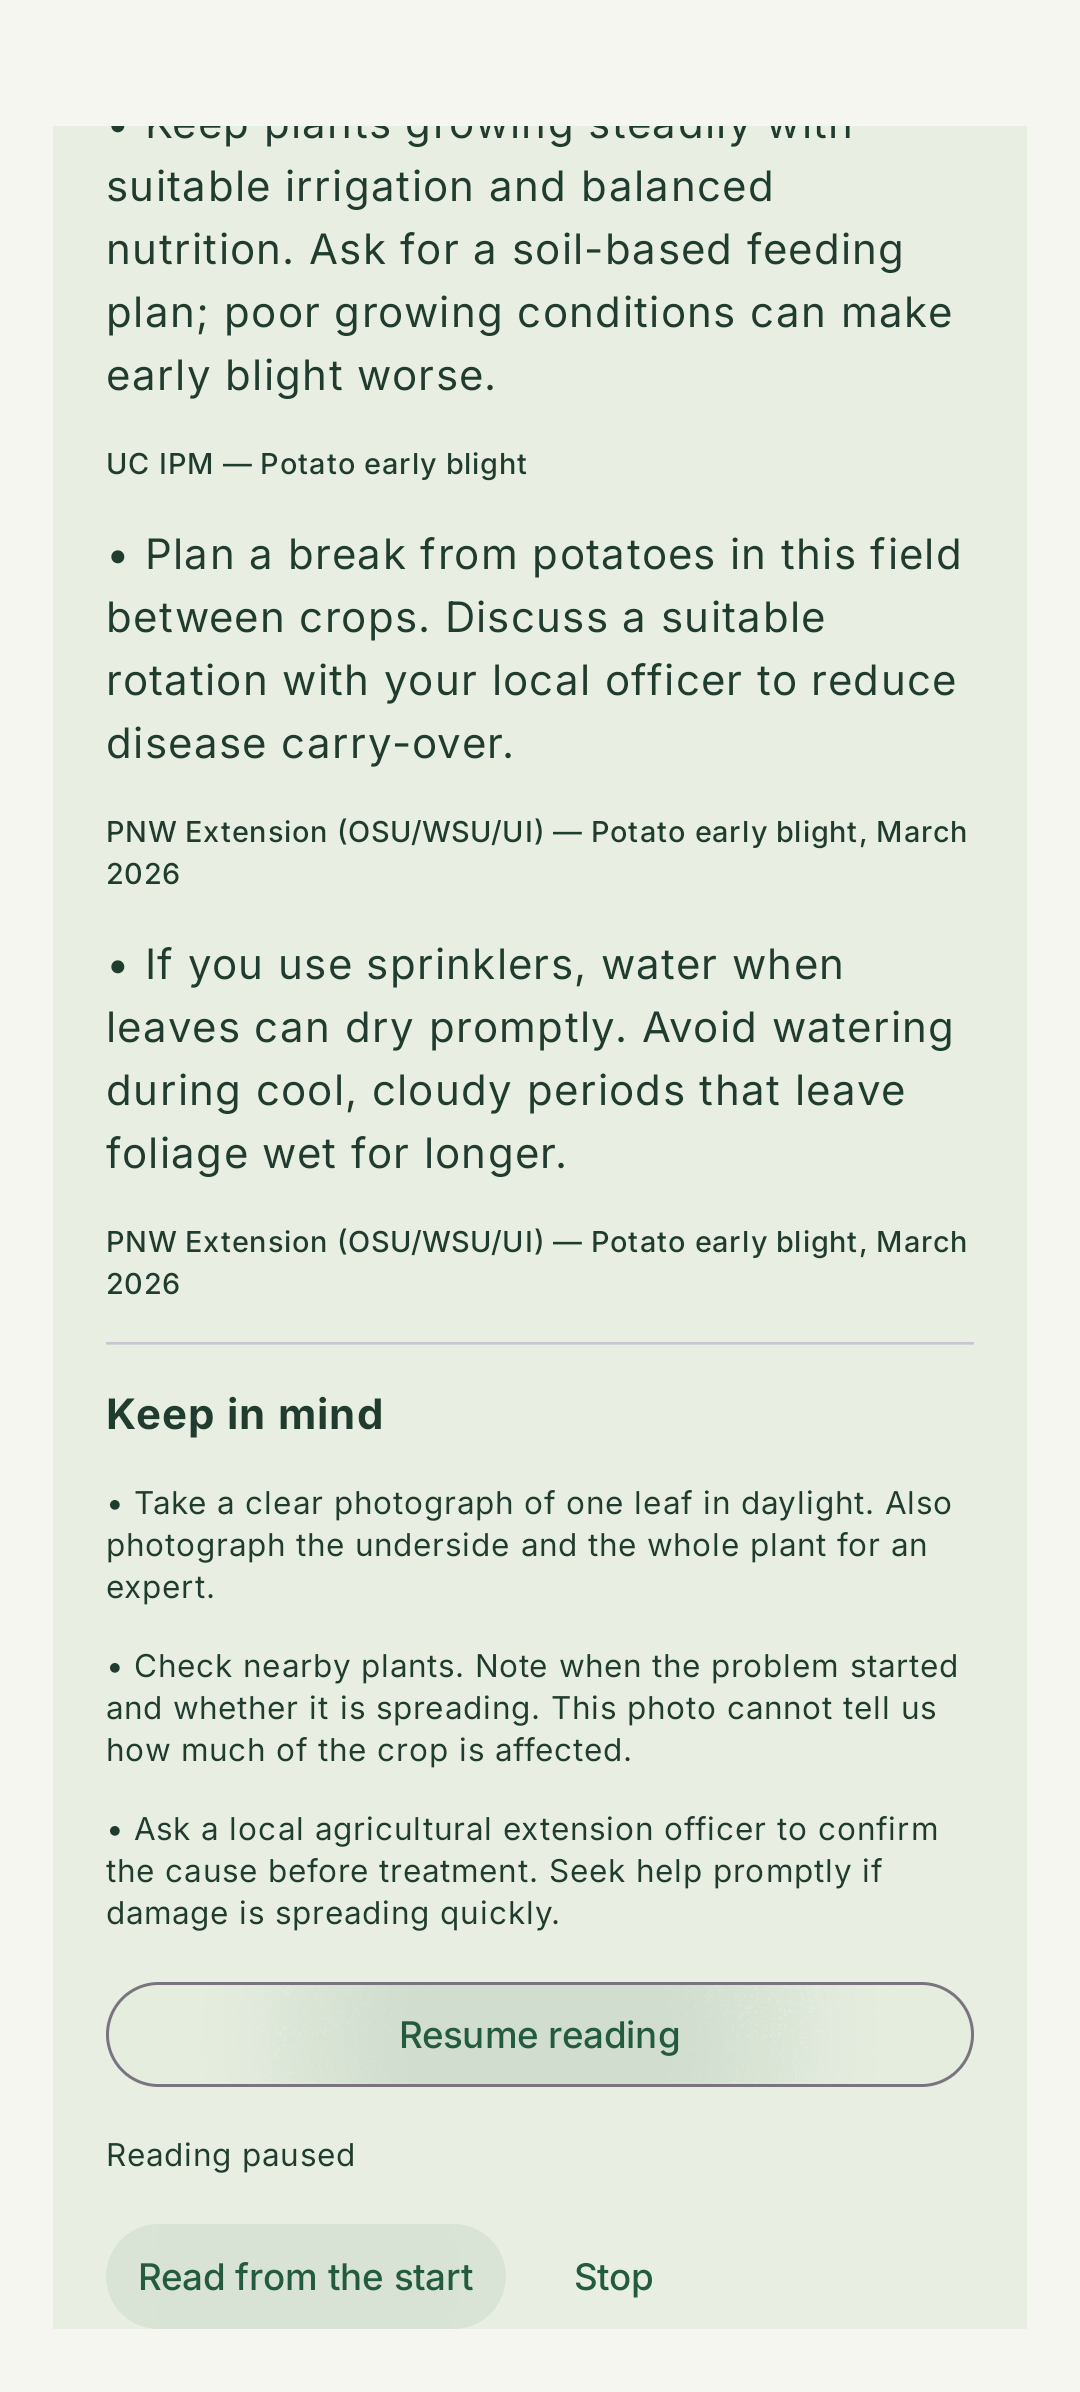 • Keep plants growing steadily with
suitable irrigation and balanced
nutrition. Ask for a soil-based feeding
plan; poor growing conditions can make
early blight worse.
UC IPM — Potato early blight
• Plan a break from potatoes in this field
between crops. Discuss a suitable
rotation with your local officer to reduce
disease carry-over.
PNW Extension (OSU/WSU/UI) — Potato early blight, March
2026
• If you use sprinklers, water when
leaves can dry promptly. Avoid watering
during cool, cloudy periods that leave
foliage wet for longer.
PNW Extension (OSU/WSU/UI) — Potato early blight, March
2026
Keep in mind
• Take a clear photograph of one leaf in daylight. Also
photograph the underside and the whole plant for an
expert.
• Check nearby plants. Note when the problem started
and whether it is spreading. This photo cannot tell us
how much of the crop is affected.
• Ask a local agricultural extension officer to confirm
the cause before treatment. Seek help promptly if
damage is spreading quickly.
Resume reading
Reading paused
Read from the start
Stop